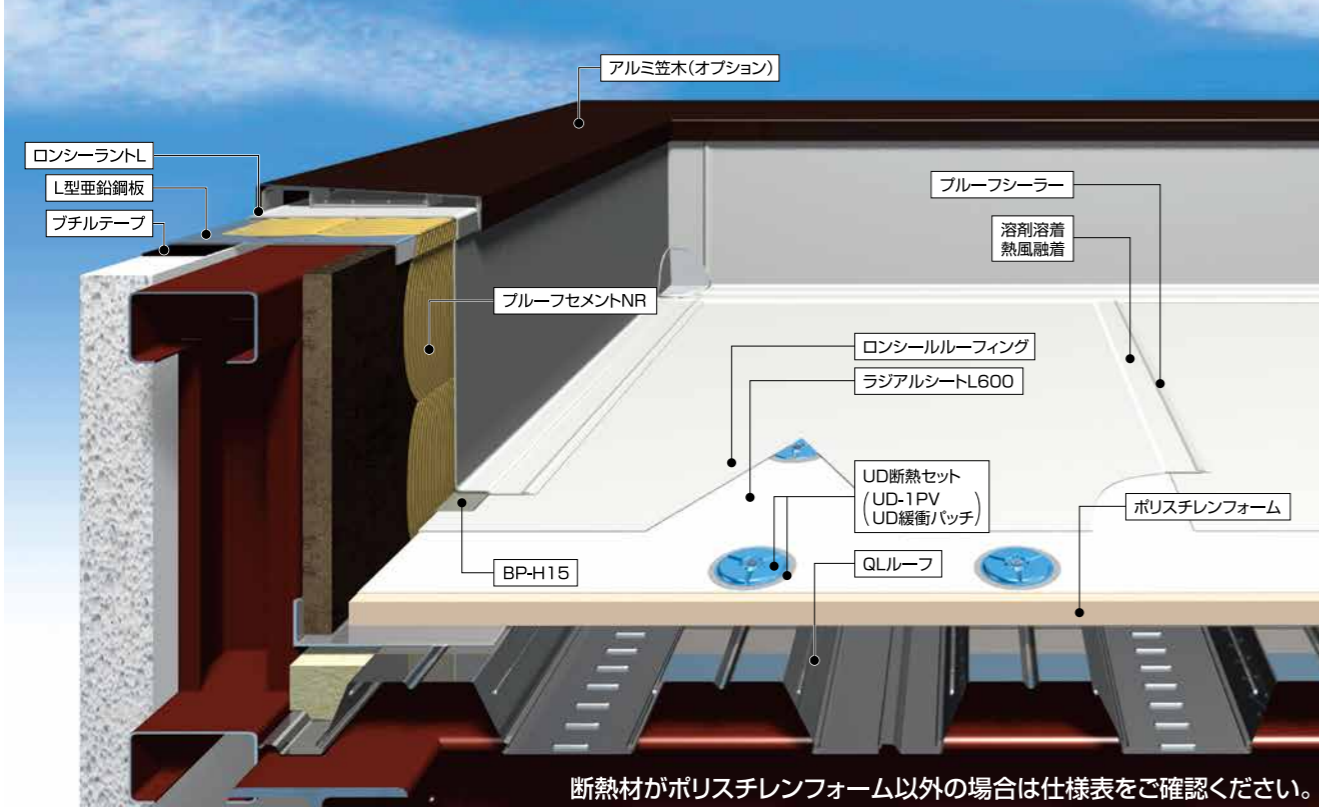 アルミ笠木(オプション)
ロンシーラントL
L型亜鉛鋼板
ブチルテープ
プルーフシーラー
溶剤溶着
熱風融着
プルーフセメントNR
ロンシールルーフィング
ラジアルシートL600
UD断熱セット
(UD-1PV
UD緩衝パッチ)
ポリスチレンフォーム
BP-H15
QLルーフ
断熱材がポリスチレンフォーム以外の場合は仕様表をご確認ください。